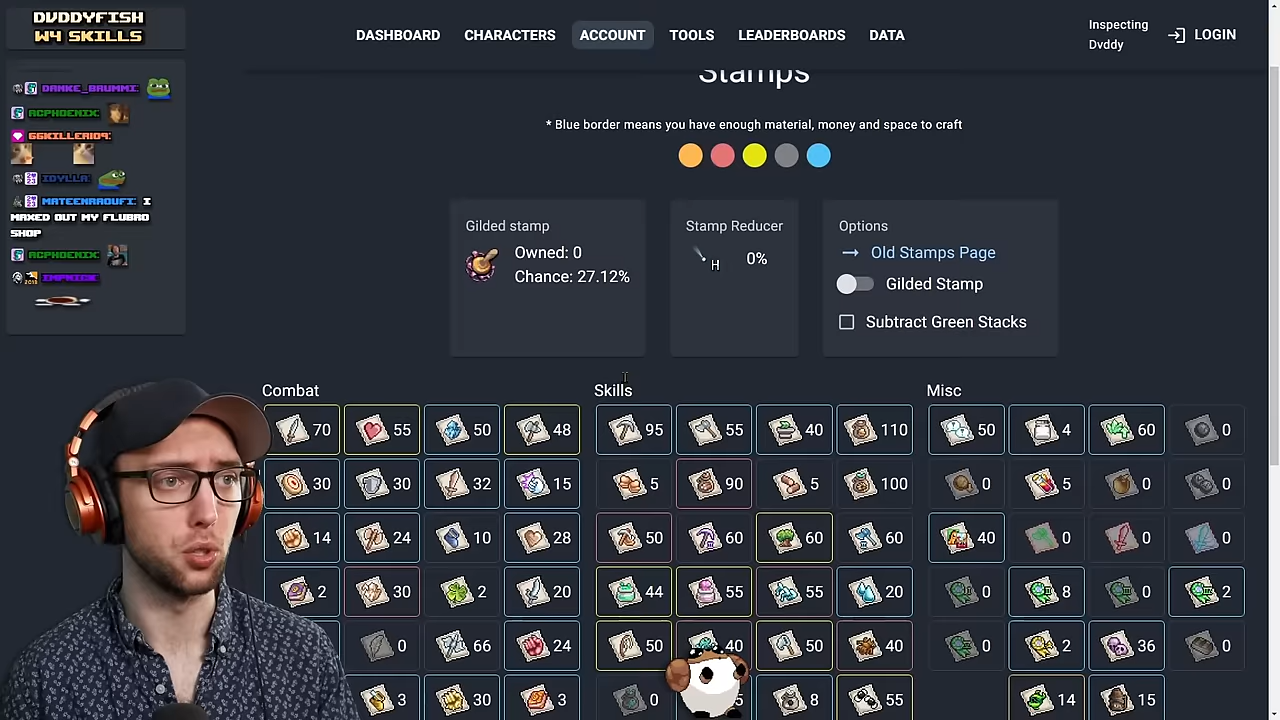 DVDDYFISH
W4 SKILLS
DASHBOARD CHARACTERS ACCOUNT TOOLS LEADERBOARDS DATA
Inspecting
Dvddy
LOGIN
DANKE_BRUMMI:
ACPHOENIX:
GGKILLER109:
IDYLLA:
MATEENRAOUFI: I
MAXED OUT MY FLUBRO
SHOP
ACPHOENIX:
IMPNICK:
Stamps
* Blue border means you have enough material, money and space to craft
Gilded stamp
Owned: 0
Chance: 27.12%
Stamp Reducer
H 0%
Options
→ Old Stamps Page
Gilded Stamp
Subtract Green Stacks
Combat
70 55 50 48
30 30 32 15
14 24 10 28
2 30 2 20
0 66 24
3 30 3
Skills
95 55 40 110
5 90 5 100
50 60 60 60
44 55 55 20
50 40 50 40
0 5 8 55
Misc
50 4 60 0
0 5 0 0
40 0 0 0
0 8 0 2
0 2 36 0
14 15